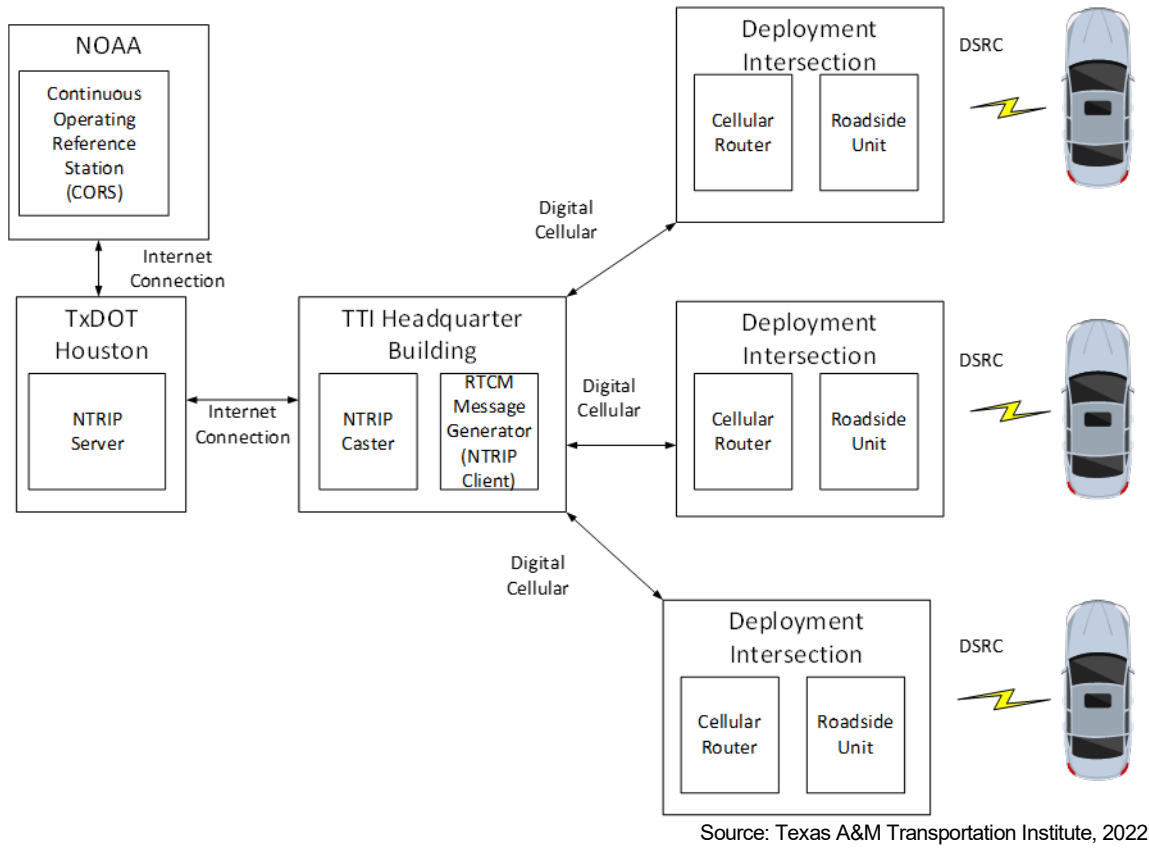 NOAA
Continuous
Operating
Reference
Station
(CORS)
Internet
Connection
TxDOT
Houston
NTRIP
Server
Internet
Connection
TTI Headquarter
Building
NTRIP
Caster
RTCM
Message
Generator
(NTRIP
Client)
Digital
Cellular
Deployment
Intersection
Cellular
Router
Roadside
Unit
DSRC
Digital
Cellular
Deployment
Intersection
Cellular
Router
Roadside
Unit
DSRC
Digital
Cellular
Deployment
Intersection
Cellular
Router
Roadside
Unit
DSRC
Source: Texas A&M Transportation Institute, 2022